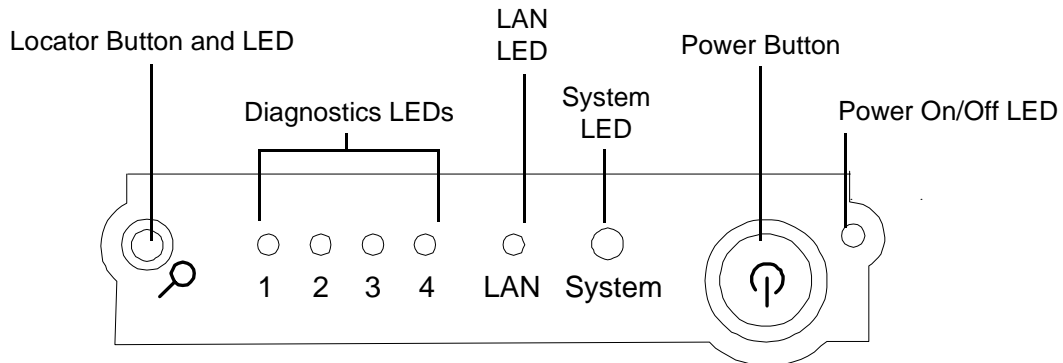 Locator Button and LED
LAN
LED
Power Button
Diagnostics LEDs
System
LED
Power On/Off LED
1 2 3 4 LAN System